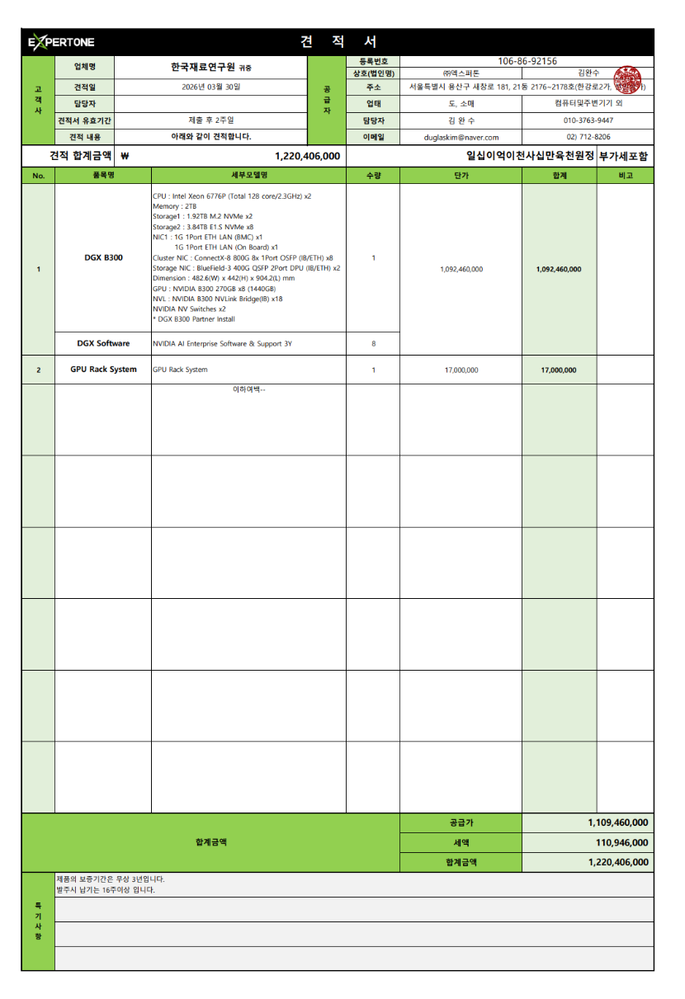 EXPERTONE 견 적 서
고객사
업체명 한국재료연구원 귀중
견적일 2026년 03월 30일
담당자
견적서 유효기간 제출 후 2주일
견적 내용 아래와 같이 견적합니다.
공급자
등록번호 106-86-92156
상호(법인명) ㈜엑스퍼톤 김완수
주소 서울특별시 용산구 새창로 181, 21동 2176~2178호(한강로2가,
업태 도, 소매 컴퓨터및주변기기 외
담당자 김 완 수 010-3763-9447
이메일 duglaskim@naver.com 02) 712-8206
견적 합계금액 ₩ 1,220,406,000 일십이억이천사십만육천원정 부가세포함
No. 품목명 세부모델명 수량 단가 합계 비고
1 DGX B300
CPU : Intel Xeon 6776P (Total 128 core/2.3GHz) x2
Memory : 2TB
Storage1 : 1.92TB M.2 NVMe x2
Storage2 : 3.84TB E1.S NVMe x8
NIC1 : 1G 1Port ETH LAN (BMC) x1
1G 1Port ETH LAN (On Board) x1
Cluster NIC : ConnectX-8 800G 8x 1Port OSFP (IB/ETH) x8
Storage NIC : BlueField-3 400G QSFP 2Port DPU (IB/ETH) x2
Dimension : 482.6(W) x 442(H) x 904.2(L) mm
GPU : NVIDIA B300 270GB x8 (1440GB)
NVL : NVIDIA B300 NVLink Bridge(IB) x18
NVIDIA NV Switches x2
* DGX B300 Partner Install
1 1,092,460,000 1,092,460,000
DGX Software NVIDIA AI Enterprise Software & Support 3Y 8
2 GPU Rack System GPU Rack System 1 17,000,000 17,000,000
이하여백--
합계금액
공급가 1,109,460,000
세액 110,946,000
합계금액 1,220,406,000
특기사항
제품의 보증기간은 무상 3년입니다.
발주시 납기는 16주이상 입니다.